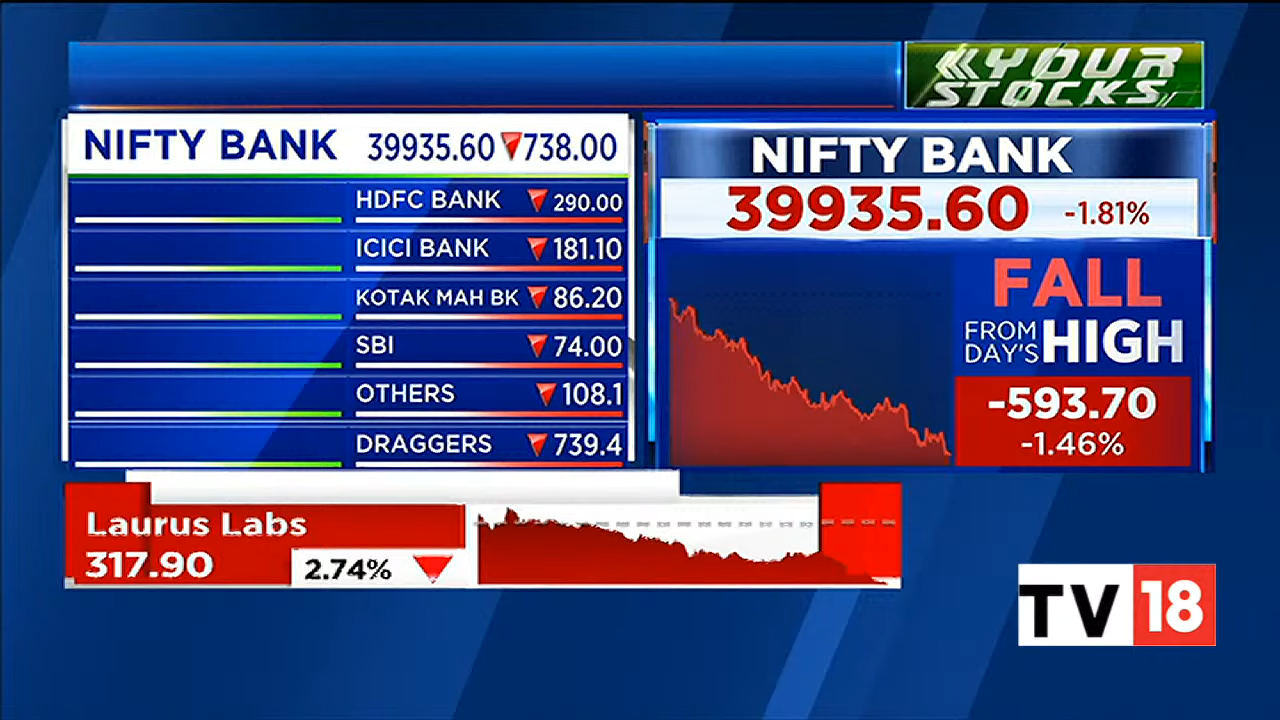 YOUR
STOCKS
NIFTY BANK 39935.60 ▼738.00
HDFC BANK ▼ 290.00
ICICI BANK ▼ 181.10
KOTAK MAH BK ▼ 86.20
SBI ▼ 74.00
OTHERS ▼ 108.1
DRAGGERS ▼ 739.4
NIFTY BANK
39935.60 -1.81%
FALL
FROM DAY'S HIGH
-593.70
-1.46%
Laurus Labs
317.90 2.74% ▼
TV18